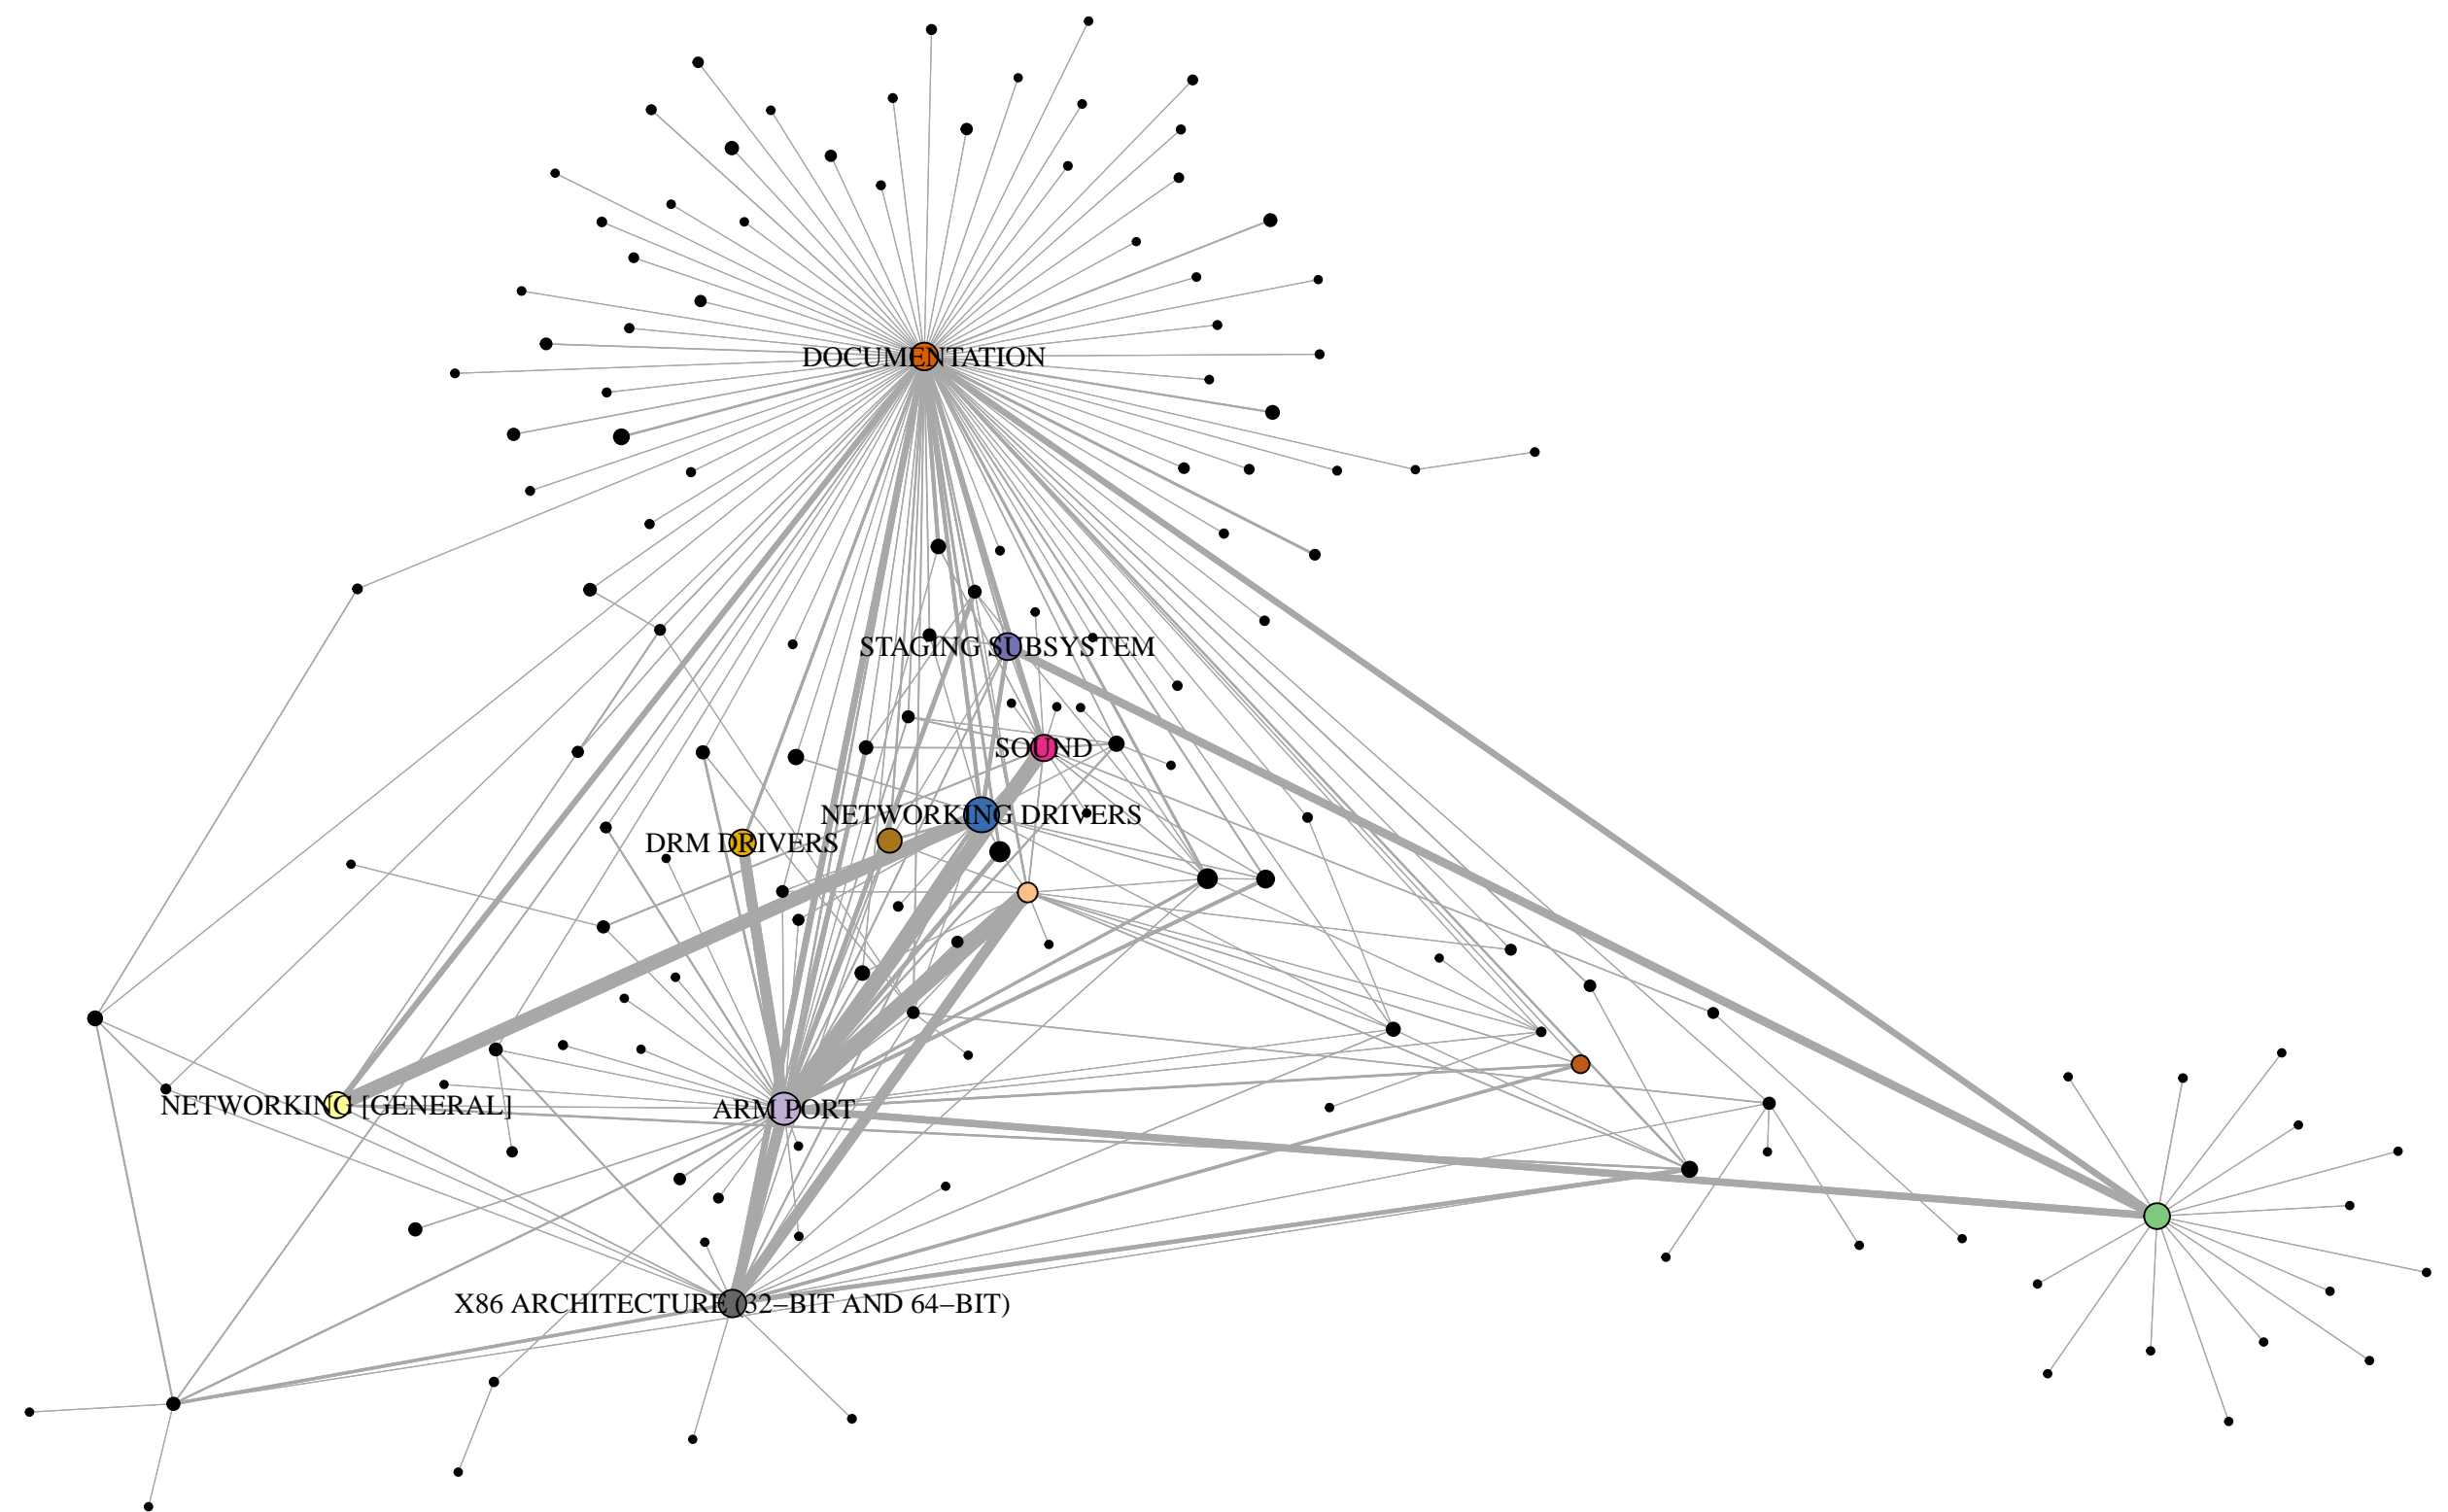 DOCUMENTATION
STAGING SUBSYSTEM
SOUND
NETWORKING DRIVERS
DRM DRIVERS
NETWORKING [GENERAL]
ARM PORT
X86 ARCHITECTURE (32−BIT AND 64−BIT)